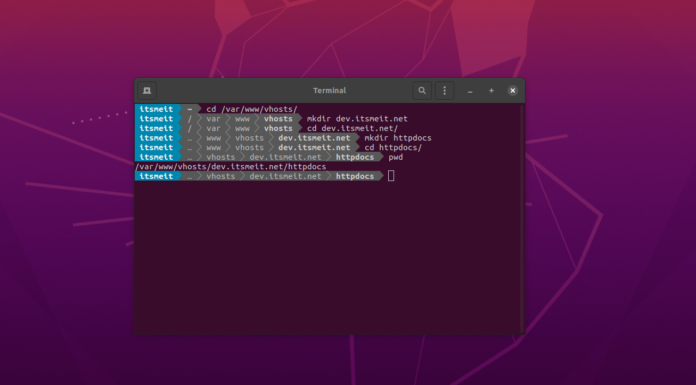 Terminal
itsmeit ~ cd /var/www/vhosts/
itsmeit / var www vhosts mkdir dev.itsmeit.net
itsmeit / var www vhosts cd dev.itsmeit.net/
itsmeit … www vhosts dev.itsmeit.net mkdir httpdocs
itsmeit … www vhosts dev.itsmeit.net cd httpdocs/
itsmeit … vhosts dev.itsmeit.net httpdocs pwd
/var/www/vhosts/dev.itsmeit.net/httpdocs
itsmeit … vhosts dev.itsmeit.net httpdocs